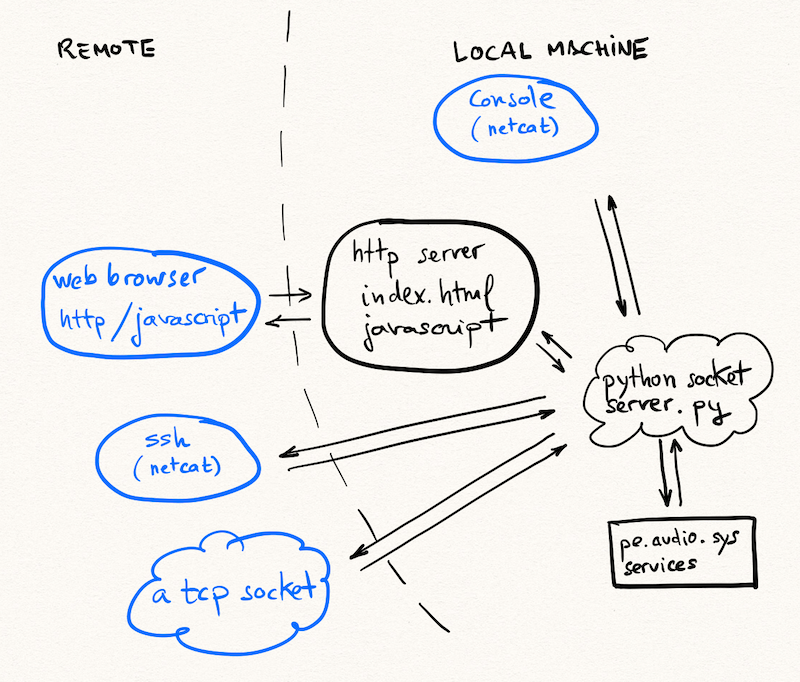 REMOTE
LOCAL MACHINE
Console
(netcat)
http server
index.html
javascript
web browser
http/javascript
python socket
server.py
ssh
(netcat)
pe.audio.sys
services
a tcp socket